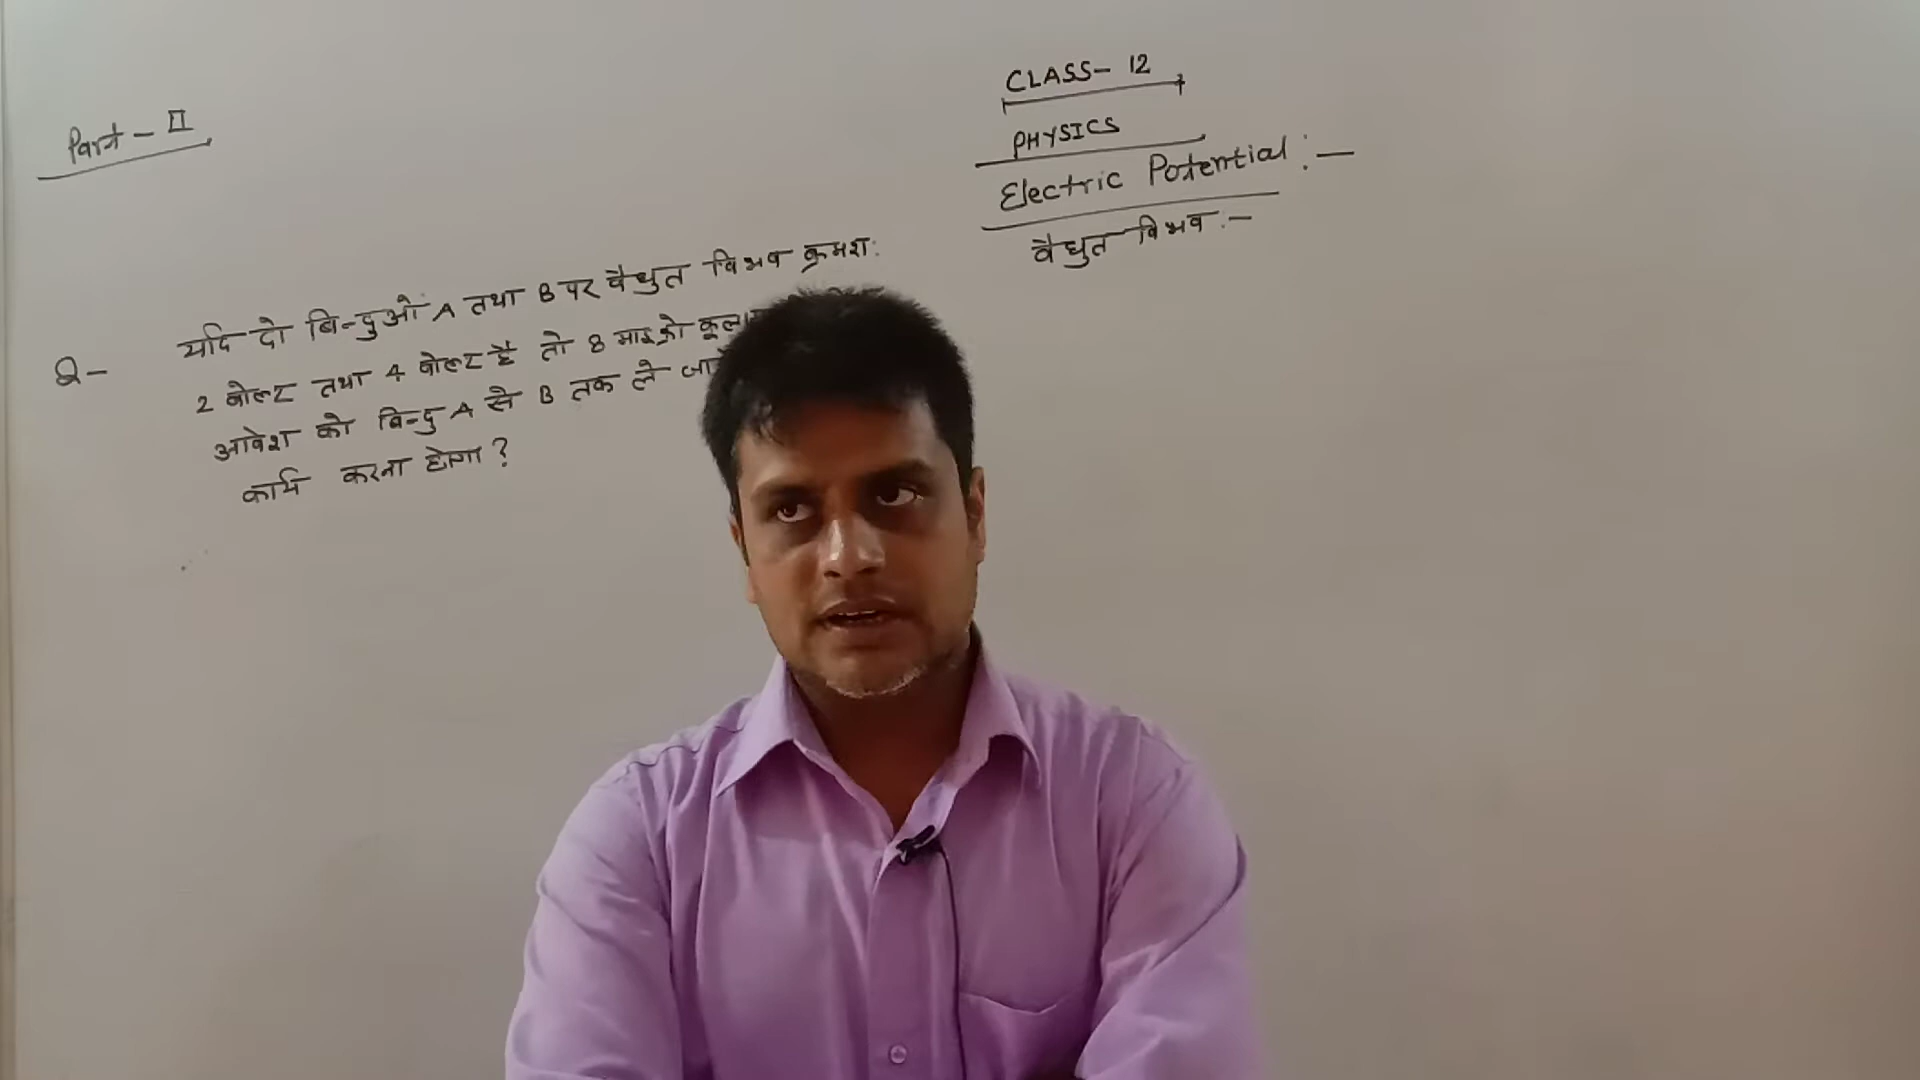 CLASS- 12
PHYSICS
Electric Potential :-
वैधुत विभव :-
Part - II
Q- यदि दो बिन्दुओं A तथा B पर वैधुत विभव क्रमशः
2 वोल्ट तथा 4 वोल्ट है तो 8 माइक्रो
आवेश को बिन्दु A से B तक ले
कार्य करना होगा ?